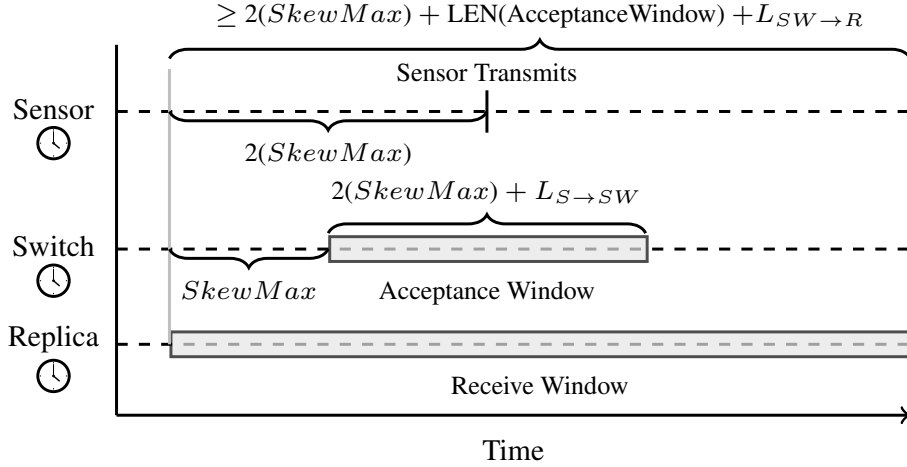 ≥ 2(SkewMax) + LEN(AcceptanceWindow) + L_{SW→R}
Sensor Transmits
Sensor
2(SkewMax)
2(SkewMax) + L_{S→SW}
Switch
SkewMax
Acceptance Window
Replica
Receive Window
Time